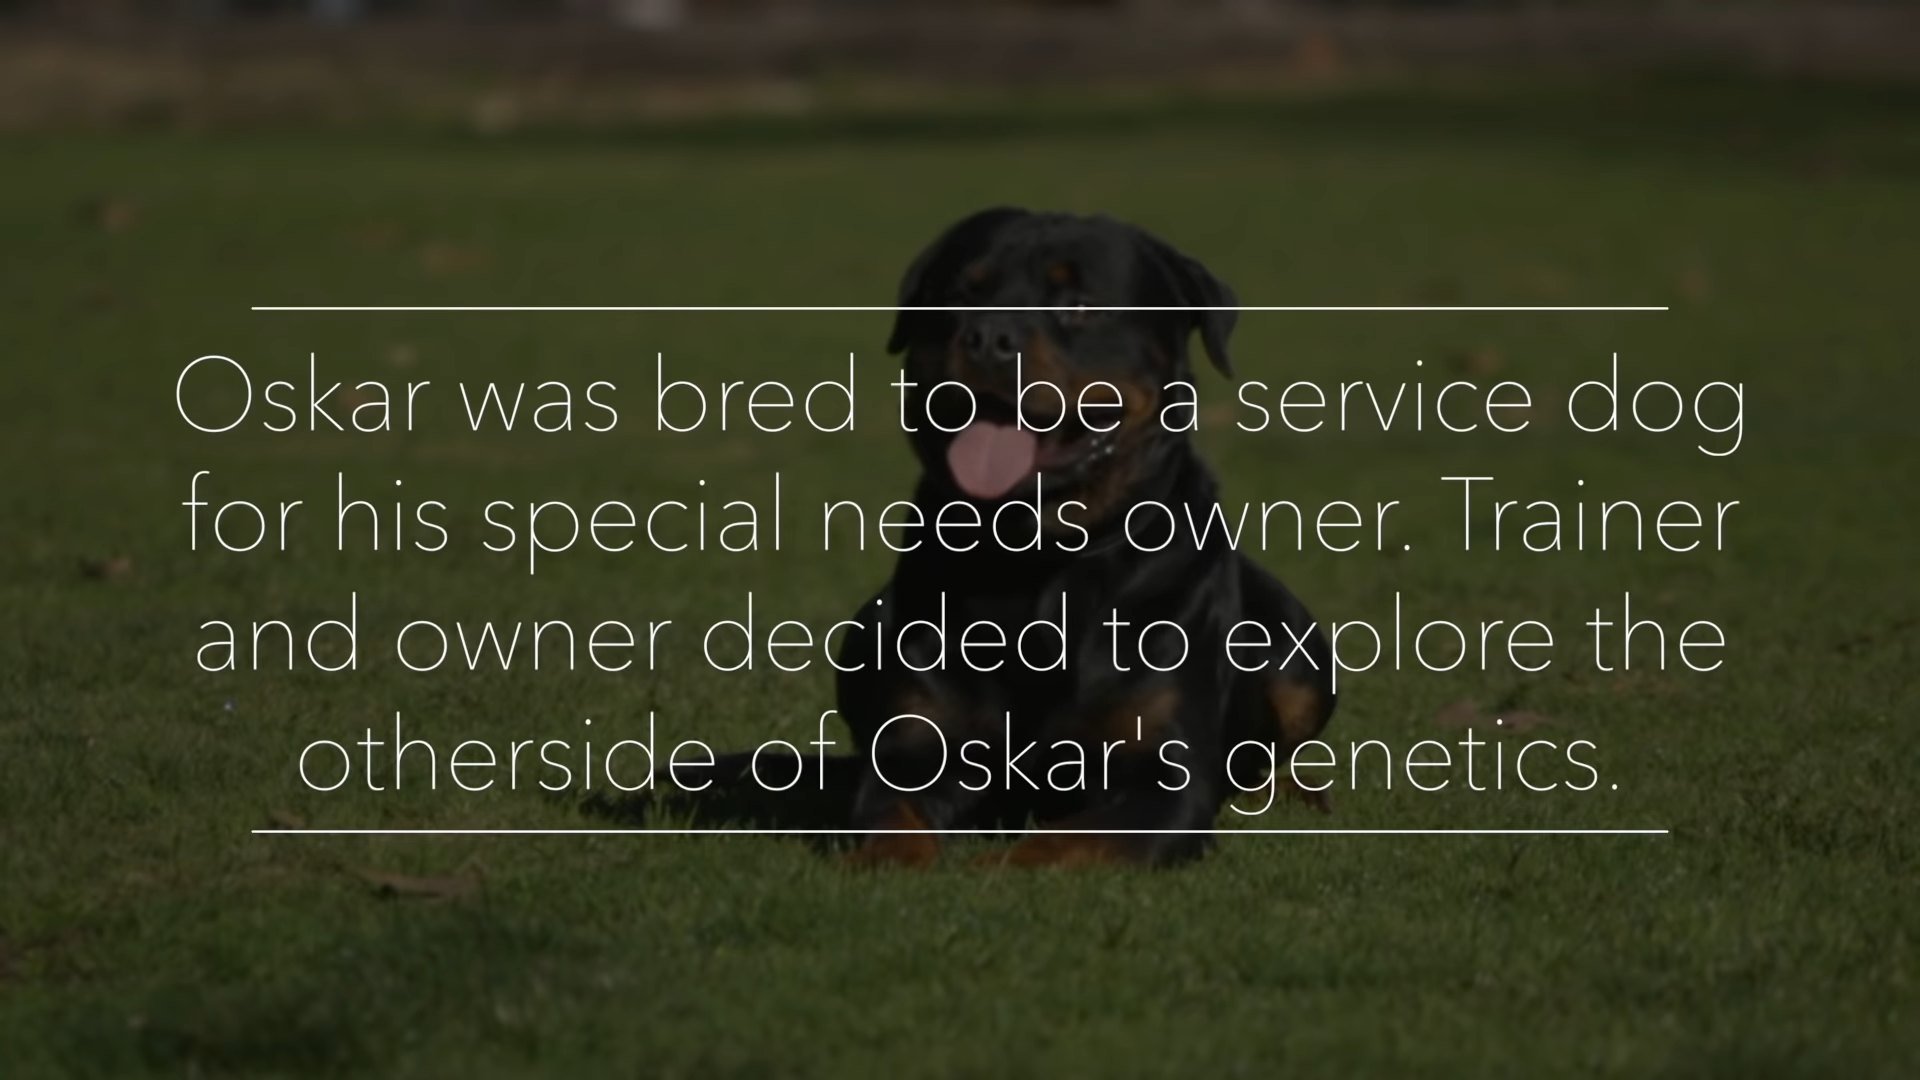 Oskar was bred to be a service dog
for his special needs owner. Trainer
and owner decided to explore the
otherside of Oskar's genetics.